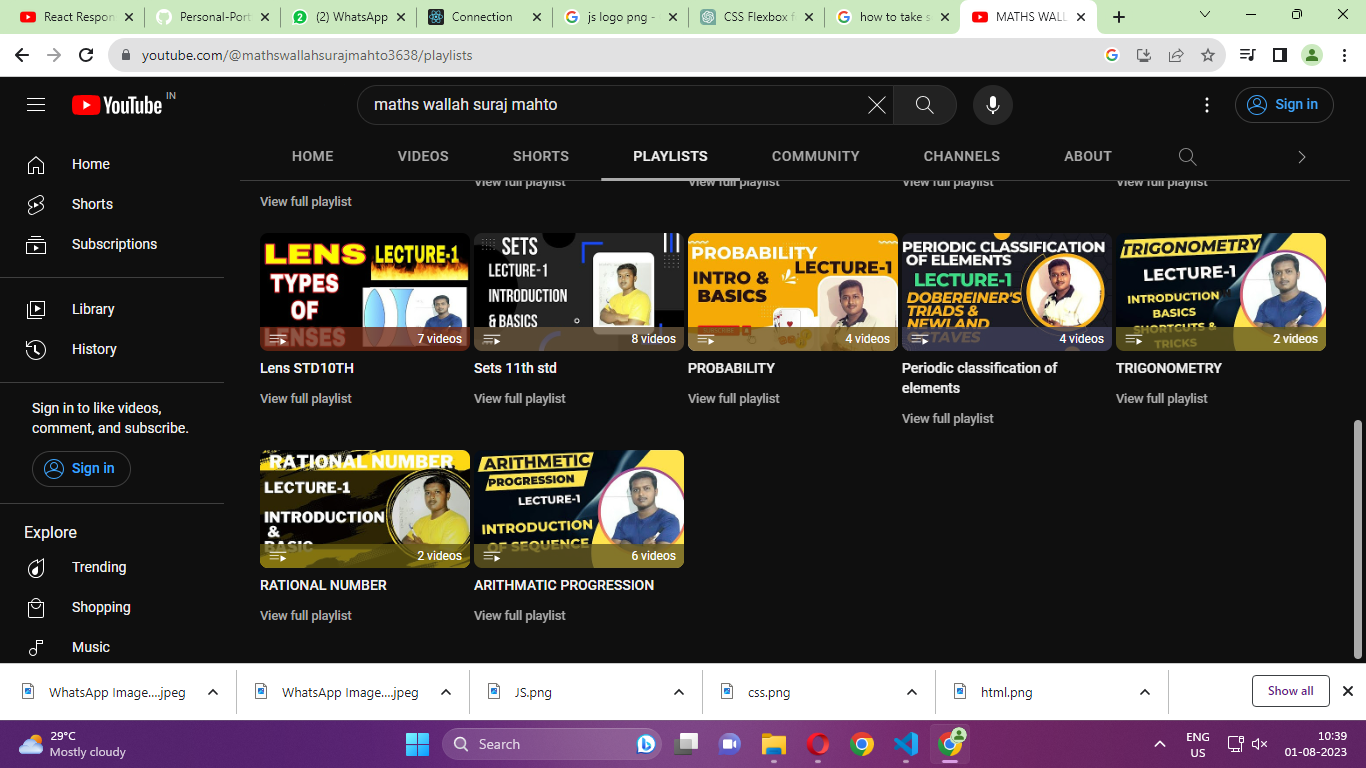 React Respon
Personal-Port
(2) WhatsApp
Connection
js logo png -
CSS Flexbox f
how to take s
MATHS WALL
youtube.com/@mathswallahsurajmahto3638/playlists
YouTube IN
maths wallah suraj mahto
Sign in
HOME VIDEOS SHORTS PLAYLISTS COMMUNITY CHANNELS ABOUT
Home
Shorts
Subscriptions
Library
History
Sign in to like videos,
comment, and subscribe.
Sign in
Explore
Trending
Shopping
Music
View full playlist
View full playlist
View full playlist
View full playlist
View full playlist
LENS LECTURE-1
TYPES
OF
LENSES
7 videos
Lens STD10TH
View full playlist
SETS
LECTURE-1
INTRODUCTION
& BASICS
8 videos
Sets 11th std
View full playlist
PROBABILITY
LECTURE-1
INTRO &
BASICS
SUBSCRIBE
4 videos
PROBABILITY
View full playlist
PERIODIC CLASSIFICATION
OF ELEMENTS
LECTURE-1
DOBEREINER'S
TRIADS &
NEWLAND
OCTAVES
4 videos
Periodic classification of
elements
View full playlist
TRIGONOMETRY
LECTURE-1
INTRODUCTION
BASICS
SHORTCUTS &
TRICKS
2 videos
TRIGONOMETRY
View full playlist
RATIONAL NUMBER
LECTURE-1
INTRODUCTION
&
BASIC
2 videos
RATIONAL NUMBER
View full playlist
ARITHMETIC
PROGRESSION
LECTURE-1
INTRODUCTION
OF SEQUENCE
6 videos
ARITHMATIC PROGRESSION
View full playlist
WhatsApp Image....jpeg
WhatsApp Image....jpeg
JS.png
css.png
html.png
Show all
29°C
Mostly cloudy
Search
ENG
US
10:39
01-08-2023